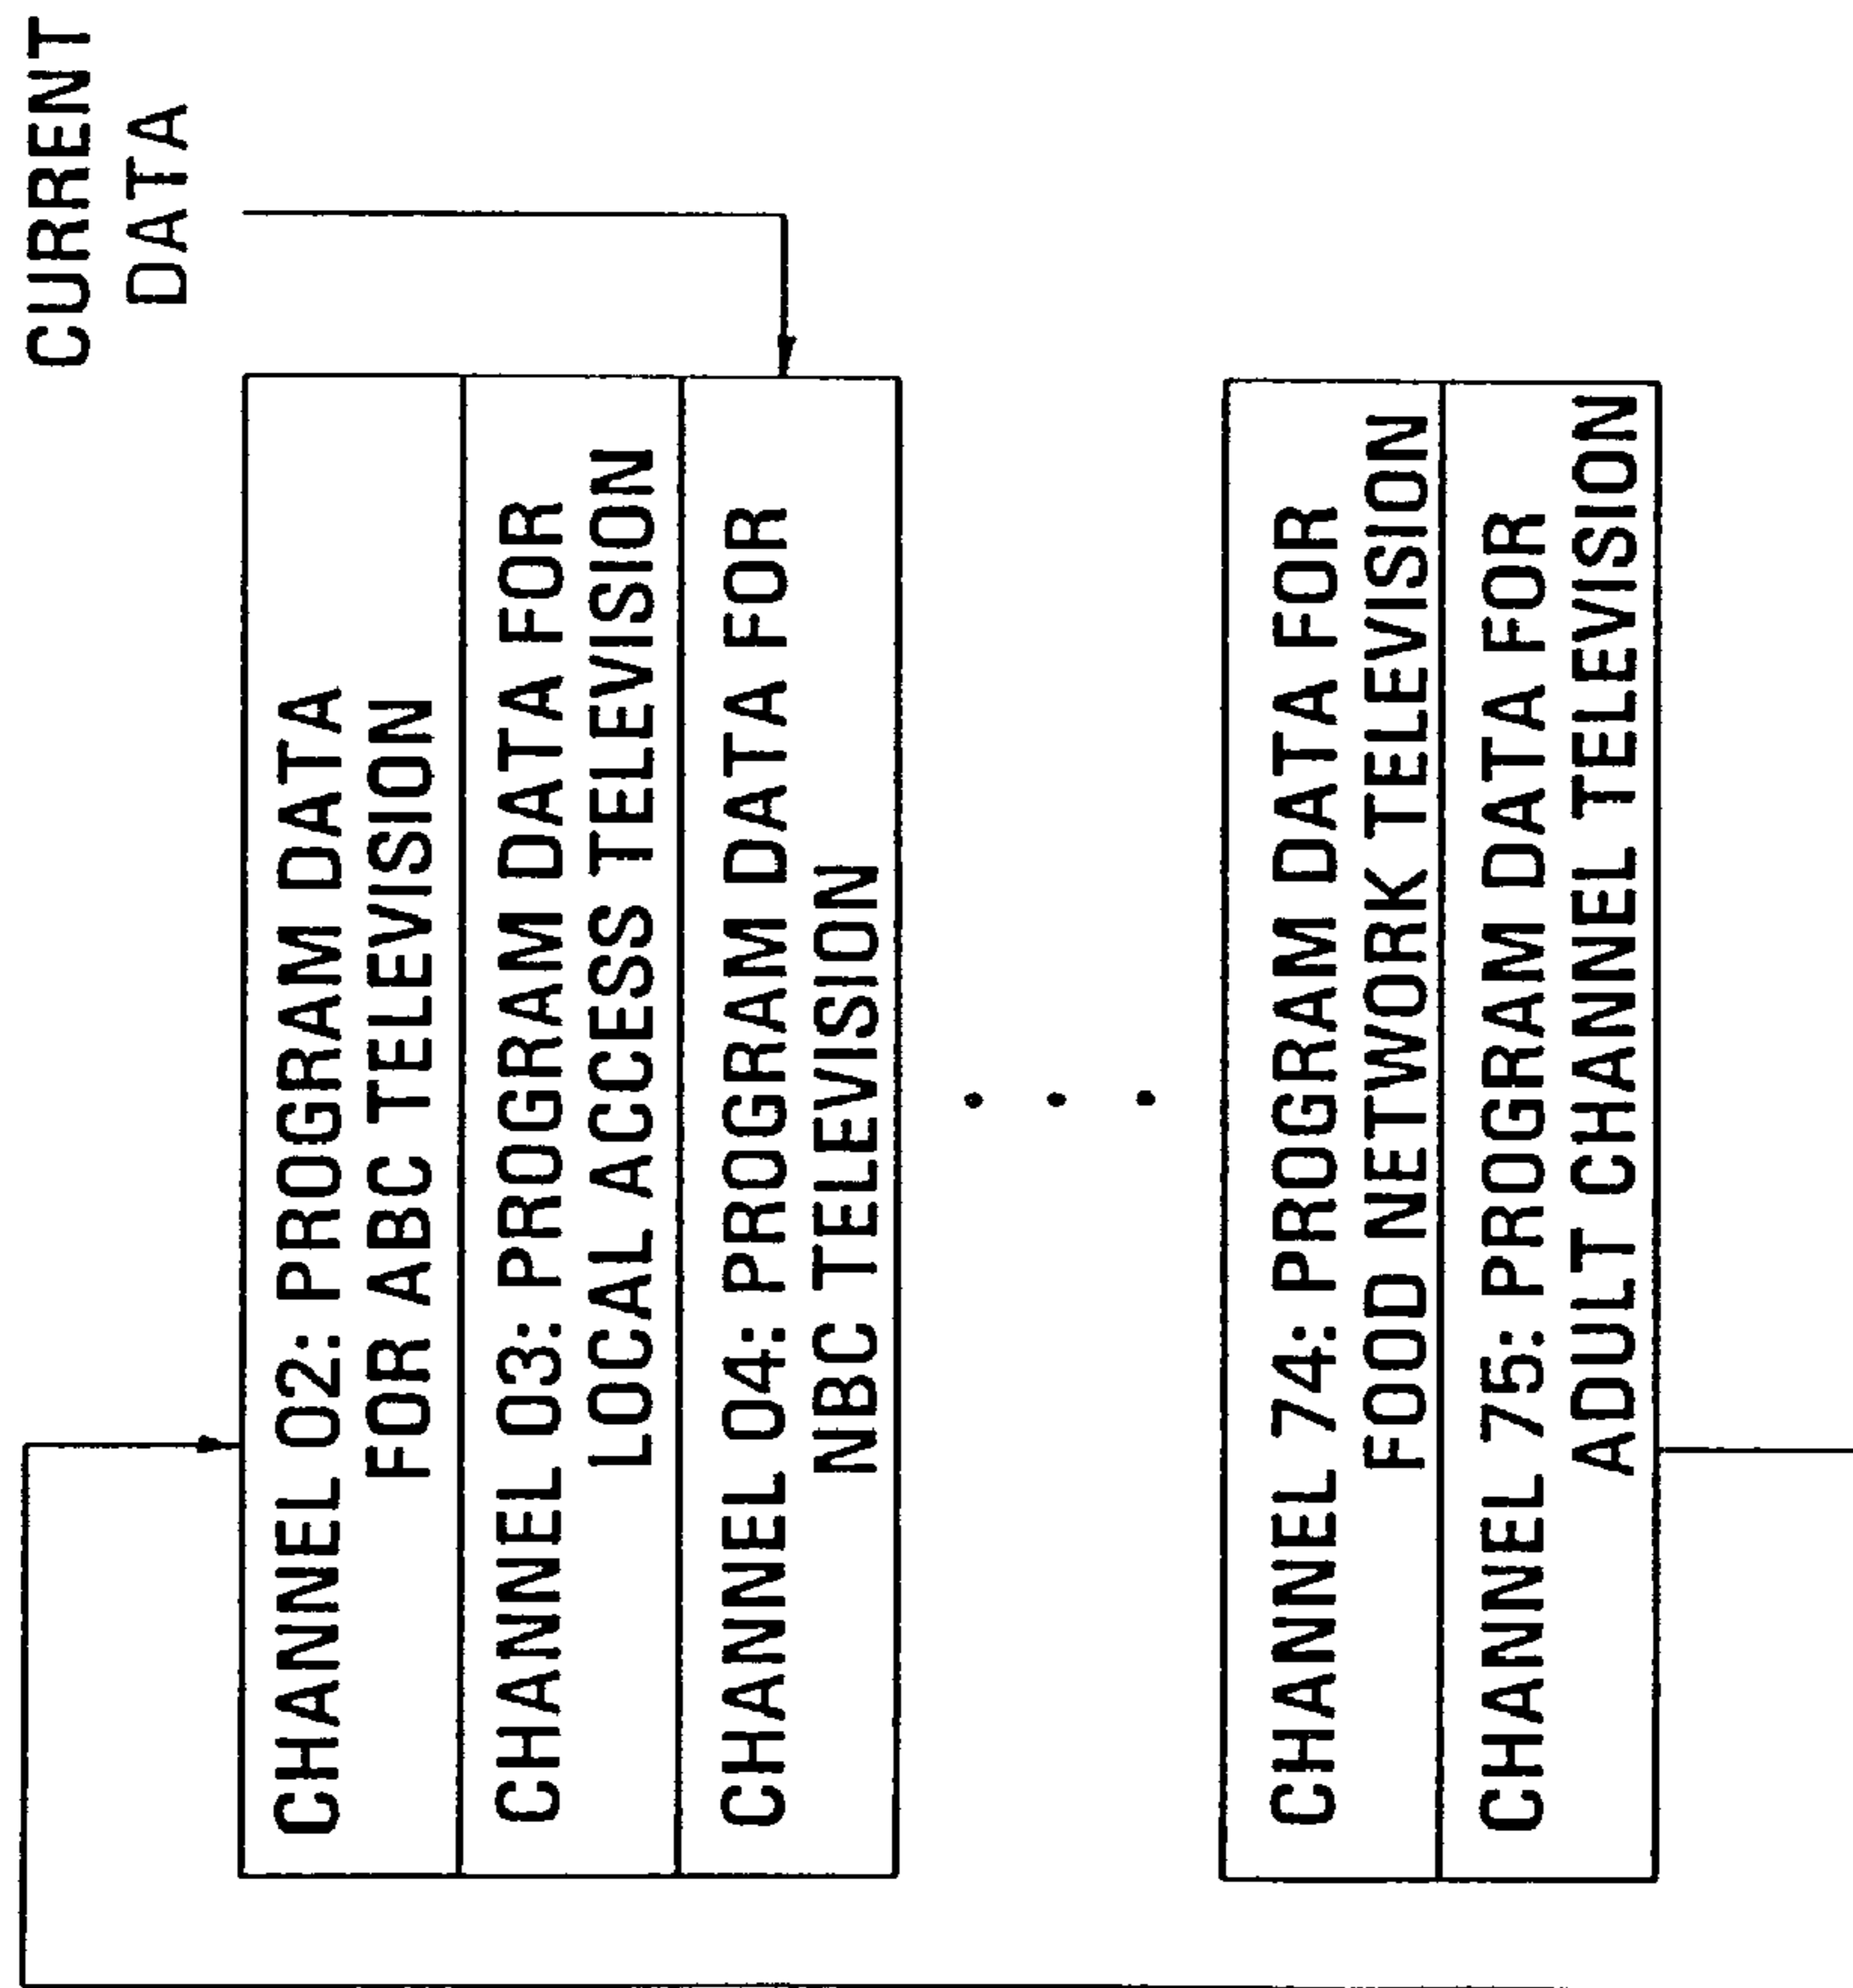 CURRENT
DATA
CHANNEL 02: PROGRAM DATA
FOR ABC TELEVISION
CHANNEL 03: PROGRAM DATA FOR
LOCAL ACCESS TELEVISION
CHANNEL 04: PROGRAM DATA FOR
NBC TELEVISION
CHANNEL 74: PROGRAM DATA FOR
FOOD NETWORK TELEVISION
CHANNEL 75: PROGRAM DATA FOR
ADULT CHANNEL TELEVISION